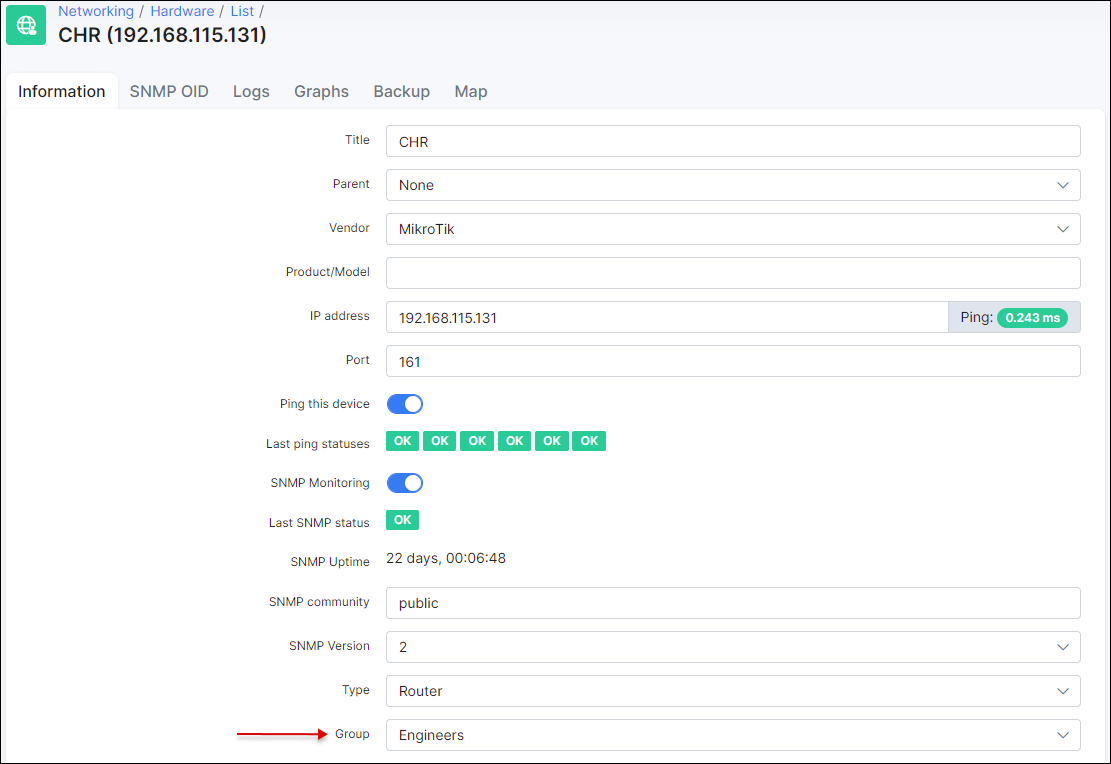 Networking / Hardware / List /
CHR (192.168.115.131)
Information SNMP OID Logs Graphs Backup Map
Title CHR
Parent None
Vendor MikroTik
Product/Model
IP address 192.168.115.131 Ping: 0.243 ms
Port 161
Ping this device
Last ping statuses OK OK OK OK OK OK
SNMP Monitoring
Last SNMP status OK
SNMP Uptime 22 days, 00:06:48
SNMP community public
SNMP Version 2
Type Router
Group Engineers